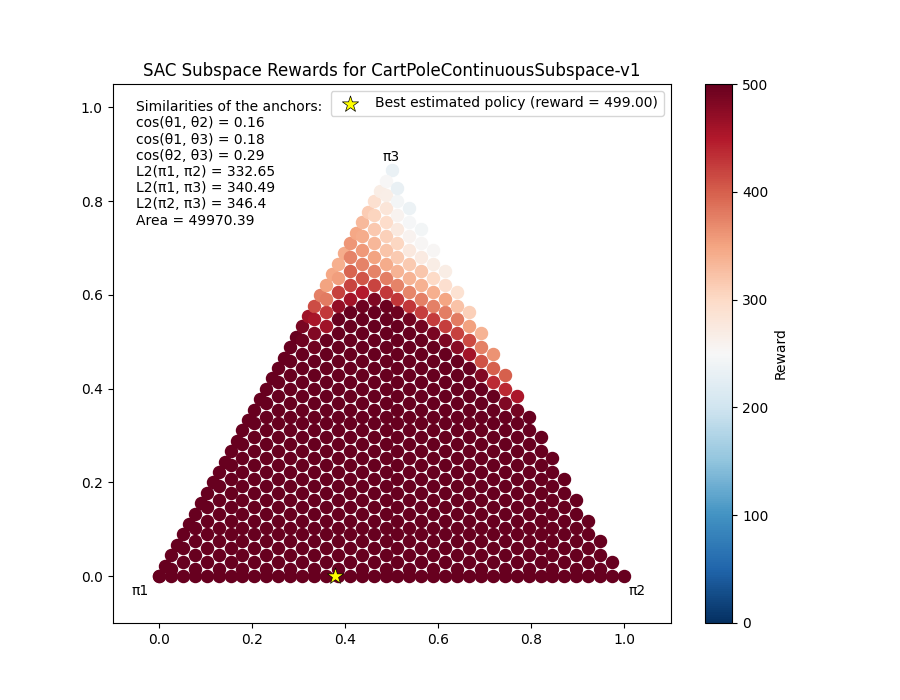 SAC Subspace Rewards for CartPoleContinuousSubspace-v1
Similarities of the anchors:
cos(θ1, θ2) = 0.16
cos(θ1, θ3) = 0.18
cos(θ2, θ3) = 0.29
L2(π1, π2) = 332.65
L2(π1, π3) = 340.49
L2(π2, π3) = 346.4
Area = 49970.39
Best estimated policy (reward = 499.00)
π3
π1
π2
1.0
0.8
0.6
0.4
0.2
0.0
0.0
0.2
0.4
0.6
0.8
1.0
500
400
300
200
100
0
Reward